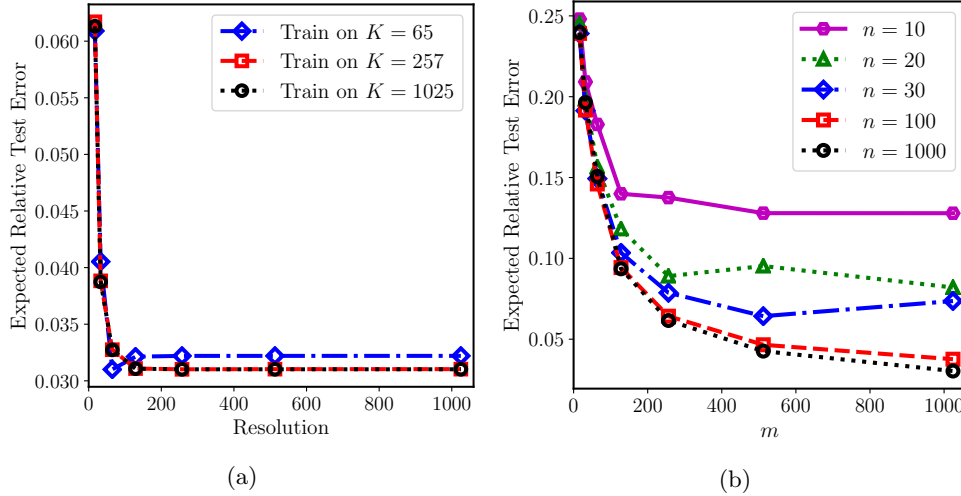 0.060
0.055
0.050
0.045
0.040
0.035
0.030
0 200 400 600 800 1000
Expected Relative Test Error
Resolution
Train on K = 65
Train on K = 257
Train on K = 1025
(a)
0.25
0.20
0.15
0.10
0.05
0 200 400 600 800 1000
Expected Relative Test Error
m
n = 10
n = 20
n = 30
n = 100
n = 1000
(b)